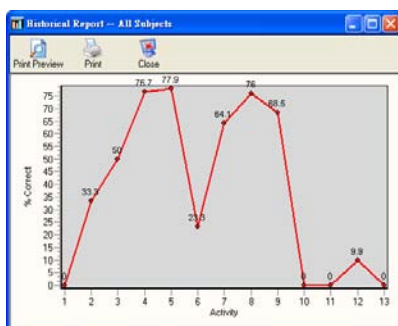 Historical Report -- All Subjects
Print Preview Print Close
76.7 77.9 76
75
70
68.5
65
64.1
60
55
50 50
45
% Correct
40
35
33.3
30
25
23.3
20
15
10 9.9
5
0 0 0 0 0
1 2 3 4 5 6 7 8 9 10 11 12 13
Activity